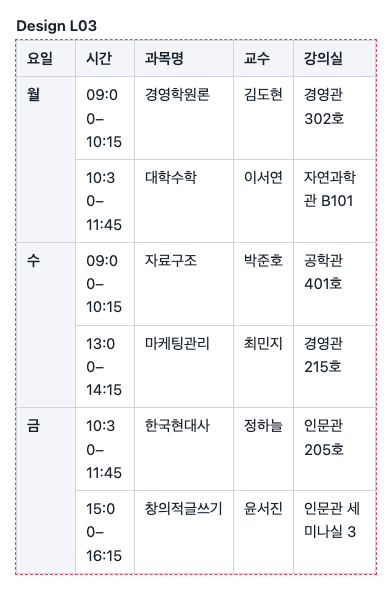 Design L03
요일 시간 과목명 교수 강의실
월 09:0 경영학원론 김도현 경영관
0– 302호
10:15
10:3 대학수학 이서연 자연과학
0– 관 B101
11:45
수 09:0 자료구조 박준호 공학관
0– 401호
10:15
13:0 마케팅관리 최민지 경영관
0– 215호
14:15
금 10:3 한국현대사 정하늘 인문관
0– 205호
11:45
15:0 창의적글쓰기 윤서진 인문관 세
0– 미나실 3
16:15